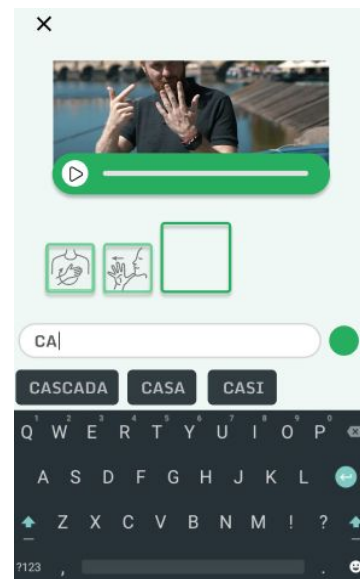 CA
CASCADA CASA CASI
1 2 3 4 5 6 7 8 9 0
Q W E R T Y U I O P
A S D F G H J K L
Z X C V B N M ! ?
?123 , .